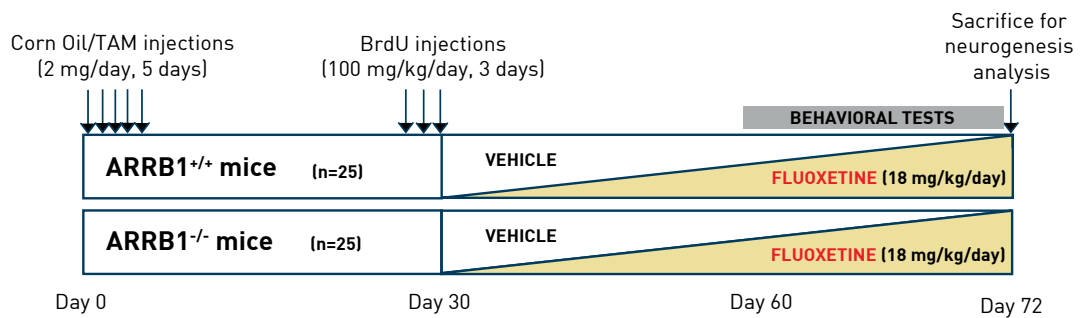 Corn Oil/TAM injections
(2 mg/day, 5 days)
BrdU injections
(100 mg/kg/day, 3 days)
Sacrifice for
neurogenesis
analysis
BEHAVIORAL TESTS
ARRB1+/+ mice (n=25)
VEHICLE
FLUOXETINE (18 mg/kg/day)
ARRB1-/- mice (n=25)
VEHICLE
FLUOXETINE (18 mg/kg/day)
Day 0 Day 30 Day 60 Day 72